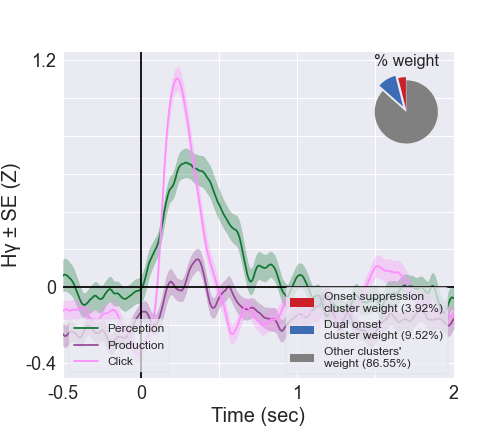 % weight
1.2
0
-0.4
Hγ ± SE (Z)
Onset suppression
cluster weight (3.92%)
Dual onset
cluster weight (9.52%)
Other clusters'
weight (86.55%)
Perception
Production
Click
-0.5
0
1
2
Time (sec)